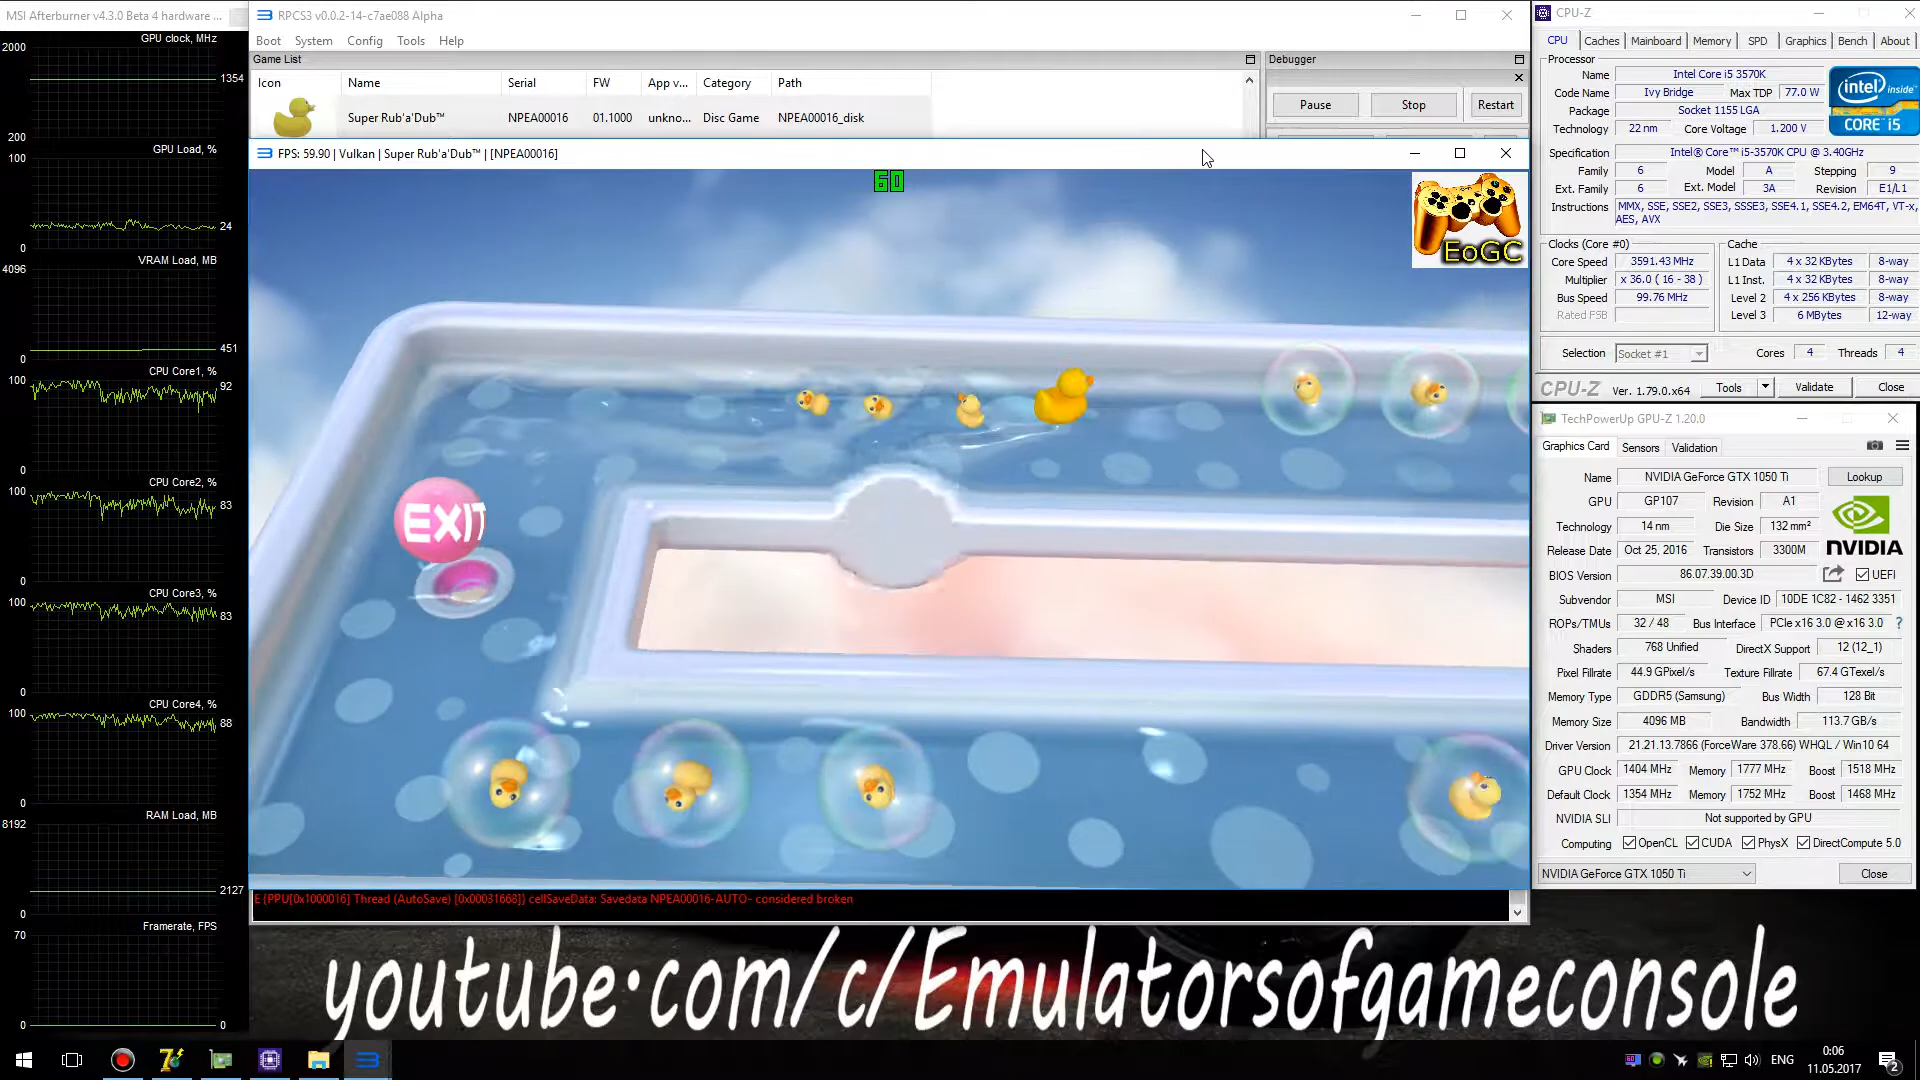 MSI Afterburner v4.3.0 Beta 4 hardware ...
GPU clock, MHz
2000
1354
200
GPU Load, %
100
24
0
VRAM Load, MB
4096
451
0
CPU Core1, %
100
92
0
CPU Core2, %
100
83
0
CPU Core3, %
100
83
0
CPU Core4, %
100
88
0
RAM Load, MB
8192
2127
0
Framerate, FPS
70
0
0
RPCS3 v0.0.2-14-c7ae088 Alpha
Boot System Config Tools Help
Game List
Icon Name Serial FW App v... Category Path
Super Rub'a'Dub™ NPEA00016 01.1000 unkno... Disc Game NPEA00016_disk
Debugger
Pause Stop Restart
FPS: 59.90 | Vulkan | Super Rub'a'Dub™ | [NPEA00016]
60
EoGC
EXIT
E {PPU[0x1000016] Thread (AutoSave) [0x00031668]} cellSaveData: Savedata NPEA00016-AUTO- considered broken
youtube.com/c/Emulatorsofgameconsole
CPU-Z
CPU Caches Mainboard Memory SPD Graphics Bench About
Processor
Name Intel Core i5 3570K
Code Name Ivy Bridge Max TDP 77.0 W
Package Socket 1155 LGA
Technology 22 nm Core Voltage 1.200 V
intel inside™
CORE i5
Specification Intel® Core™ i5-3570K CPU @ 3.40GHz
Family 6 Model A Stepping 9
Ext. Family 6 Ext. Model 3A Revision E1/L1
Instructions MMX, SSE, SSE2, SSE3, SSSE3, SSE4.1, SSE4.2, EM64T, VT-x,
AES, AVX
Clocks (Core #0)
Core Speed 3591.43 MHz
Multiplier x 36.0 ( 16 - 38 )
Bus Speed 99.76 MHz
Rated FSB
Cache
L1 Data 4 x 32 KBytes 8-way
L1 Inst. 4 x 32 KBytes 8-way
Level 2 4 x 256 KBytes 8-way
Level 3 6 MBytes 12-way
Selection Socket #1 Cores 4 Threads 4
CPU-Z Ver. 1.79.0.x64 Tools Validate Close
TechPowerUp GPU-Z 1.20.0
Graphics Card Sensors Validation
Name NVIDIA GeForce GTX 1050 Ti Lookup
GPU GP107 Revision A1
Technology 14 nm Die Size 132 mm²
Release Date Oct 25, 2016 Transistors 3300M
NVIDIA
BIOS Version 86.07.39.00.3D UEFI
Subvendor MSI Device ID 10DE 1C82 - 1462 3351
ROPs/TMUs 32 / 48 Bus Interface PCIe x16 3.0 @ x16 3.0 ?
Shaders 768 Unified DirectX Support 12 (12_1)
Pixel Fillrate 44.9 GPixel/s Texture Fillrate 67.4 GTexel/s
Memory Type GDDR5 (Samsung) Bus Width 128 Bit
Memory Size 4096 MB Bandwidth 113.7 GB/s
Driver Version 21.21.13.7866 (ForceWare 378.66) WHQL / Win10 64
GPU Clock 1404 MHz Memory 1777 MHz Boost 1518 MHz
Default Clock 1354 MHz Memory 1752 MHz Boost 1468 MHz
NVIDIA SLI Not supported by GPU
Computing OpenCL CUDA PhysX DirectCompute 5.0
NVIDIA GeForce GTX 1050 Ti Close
ENG
0:06
11.05.2017
2